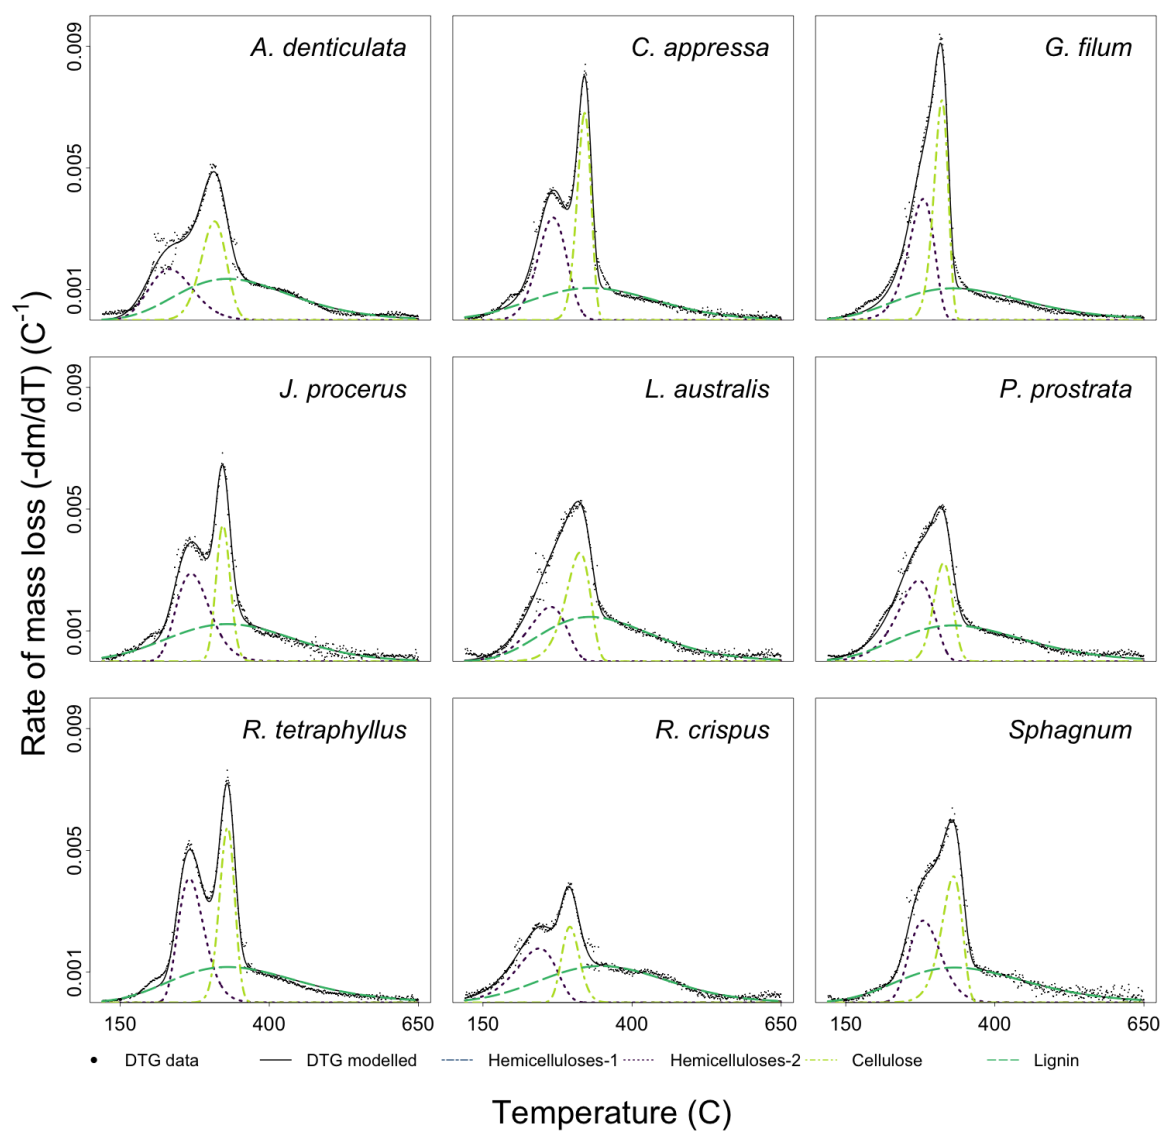 A. denticulata
C. appressa
G. filum
0.009
0.005
0.001
J. procerus
L. australis
P. prostrata
0.009
0.005
0.001
R. tetraphyllus
R. crispus
Sphagnum
0.009
0.005
0.001
Rate of mass loss (-dm/dT) (C⁻¹)
150 400 650
150 400 650
150 400 650
DTG data DTG modelled Hemicelluloses-1 Hemicelluloses-2 Cellulose Lignin
Temperature (C)